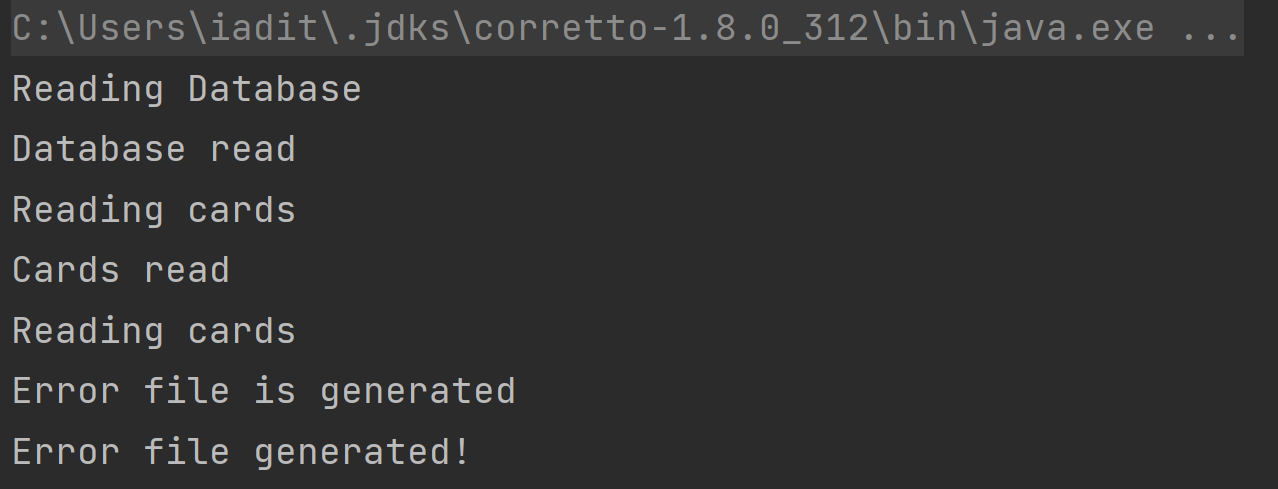 C:\Users\iadit\.jdks\corretto-1.8.0_312\bin\java.exe ...
Reading Database
Database read
Reading cards
Cards read
Reading cards
Error file is generated
Error file generated!